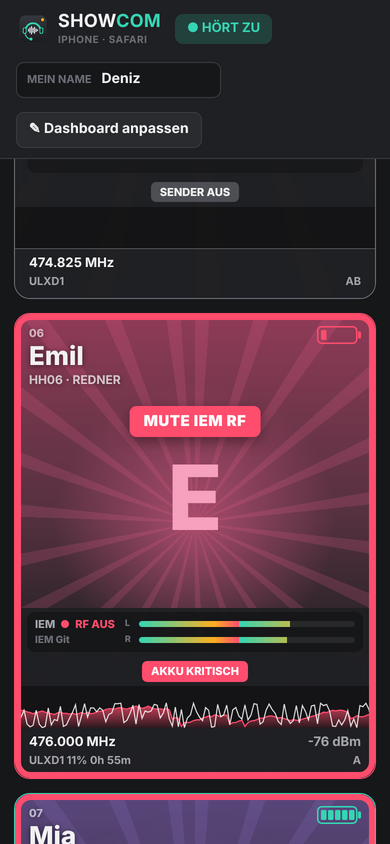 SHOWCOM
IPHONE · SAFARI
HÖRT ZU
MEIN NAME Deniz
✎ Dashboard anpassen
SENDER AUS
474.825 MHz
ULXD1 AB
06
Emil
HH06 · REDNER
MUTE IEM RF
E
IEM RF AUS L
IEM Git R
AKKU KRITISCH
476.000 MHz -76 dBm
ULXD1 11% 0h 55m A
07
Mia